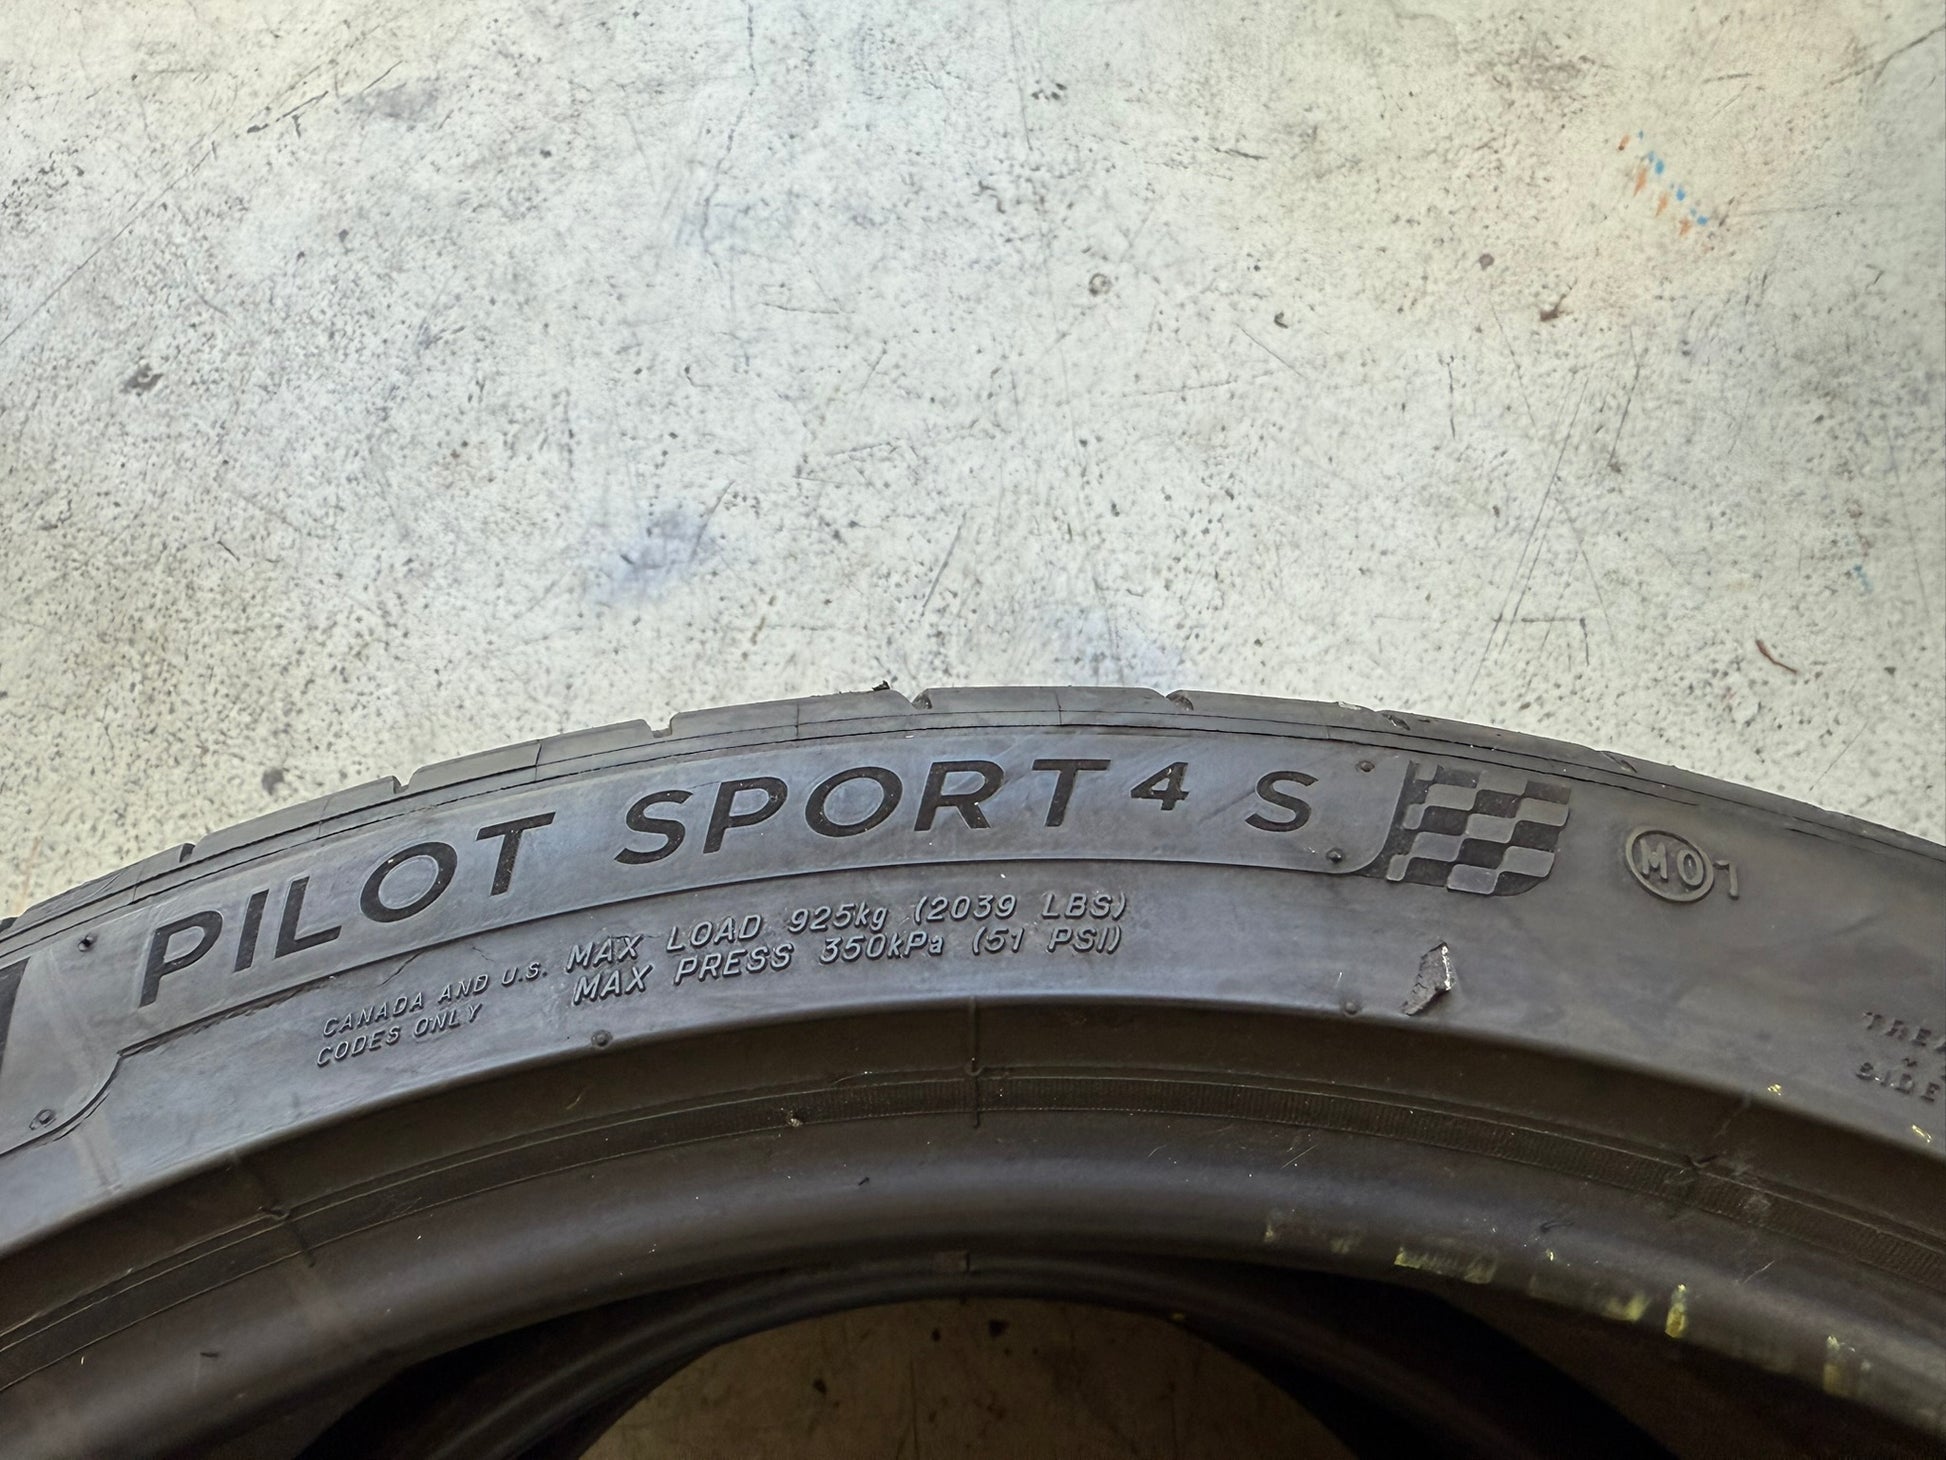 PILOT SPORT 4 S
MO1
CANADA AND U.S.
CODES ONLY
MAX LOAD 925kg (2039 LBS)
MAX PRESS 350kPa (51 PSI)